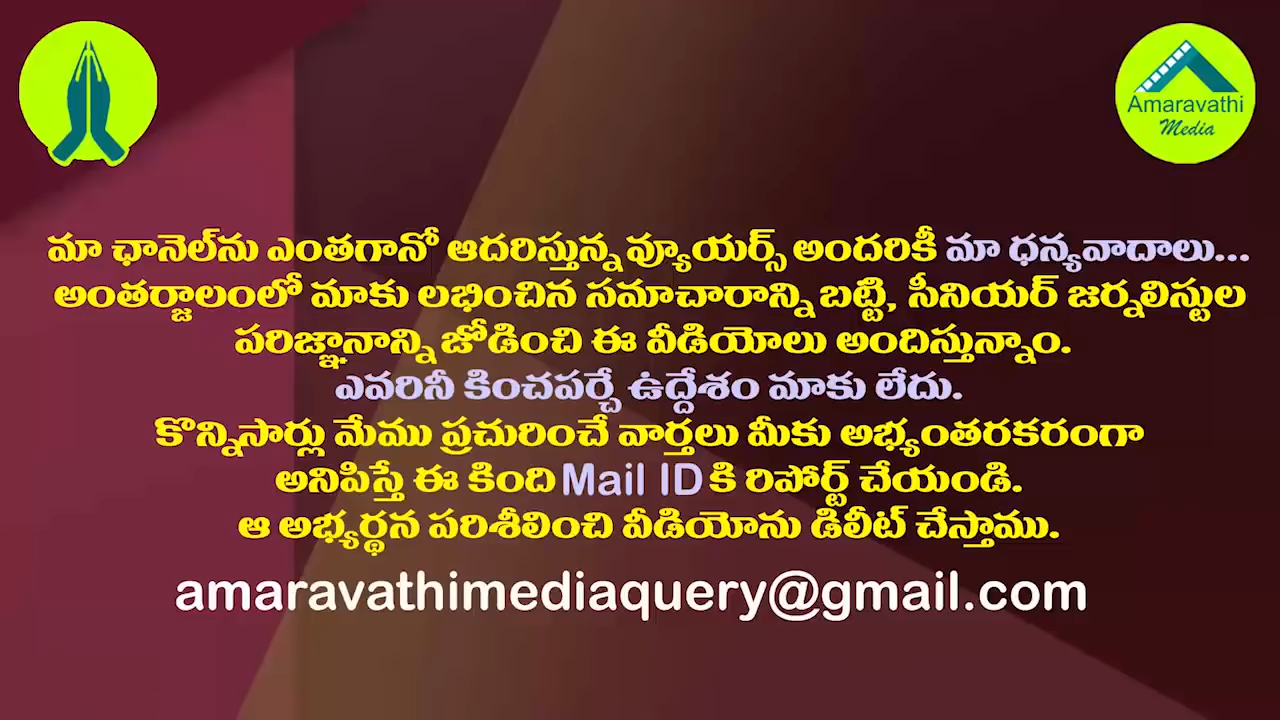 Amaravathi
Media
మా ఛానెల్‌ను ఎంతగానో ఆదరిస్తున్న వ్యూయర్స్ అందరికీ మా ధన్యవాదాలు...
అంతర్జాలంలో మాకు లభించిన సమాచారాన్ని బట్టి, సీనియర్ జర్నలిస్టుల
పరిజ్ఞానాన్ని జోడించి ఈ వీడియోలు అందిస్తున్నాం.
ఎవరినీ కించపర్చే ఉద్దేశం మాకు లేదు.
కొన్నిసార్లు మేము ప్రచురించే వార్తలు మీకు అభ్యంతరకరంగా
అనిపిస్తే ఈ కింది Mail ID కి రిపోర్ట్ చేయండి.
ఆ అభ్యర్థన పరిశీలించి వీడియోను డిలీట్ చేస్తాము.
amaravathimediaquery@gmail.com